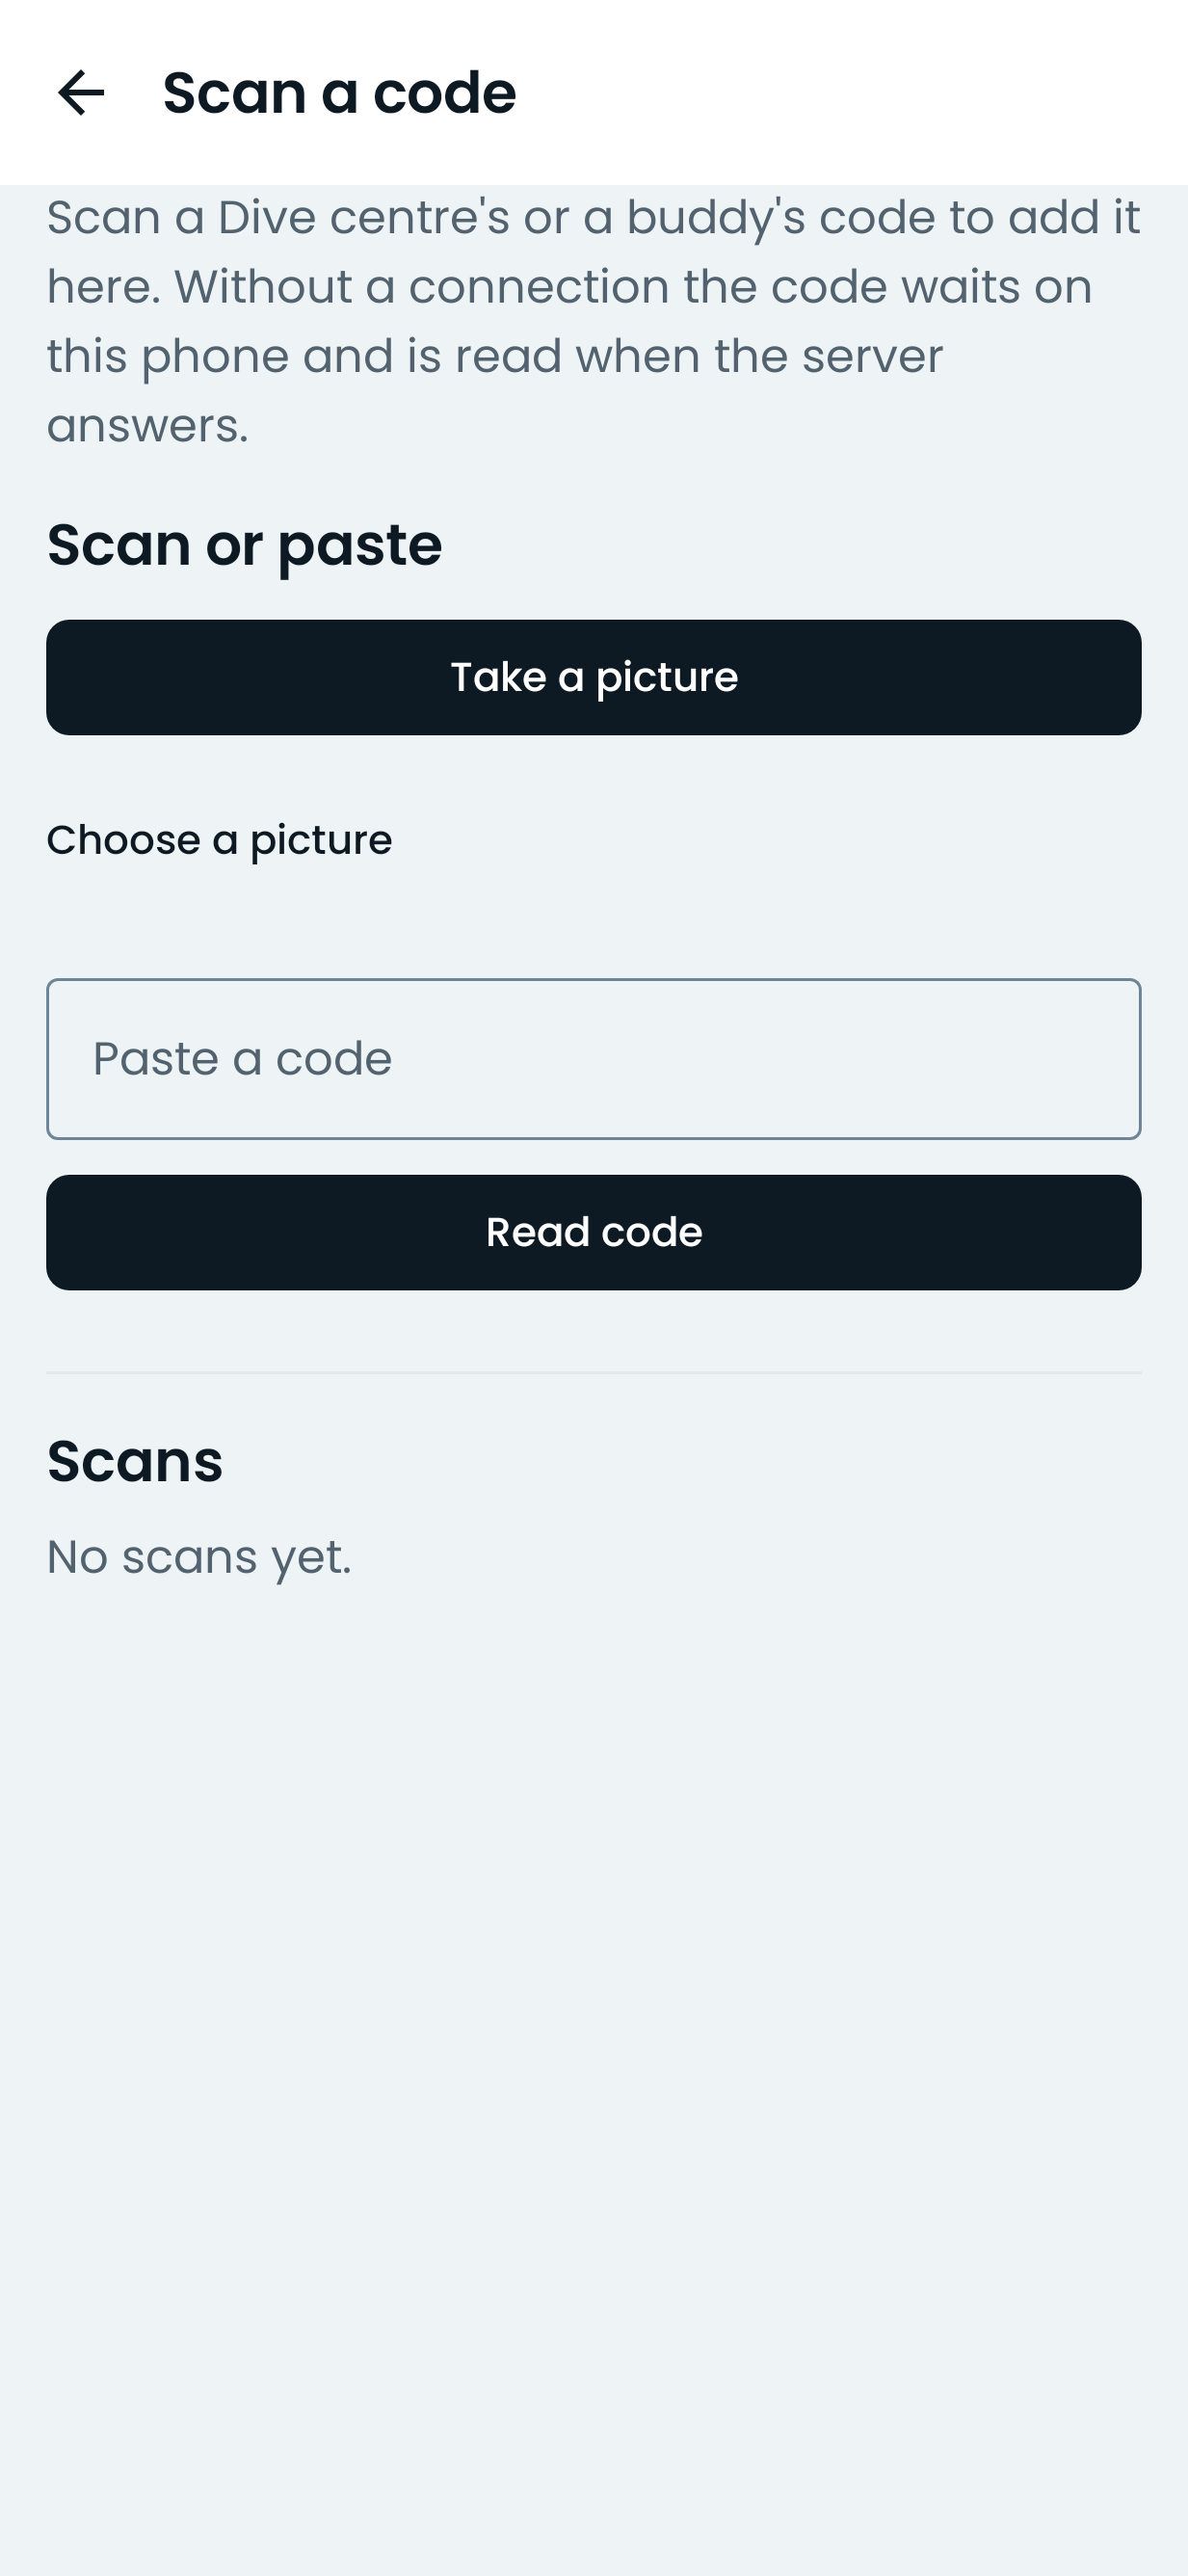 Scan a code
Scan a Dive centre's or a buddy's code to add it
here. Without a connection the code waits on
this phone and is read when the server
answers.
Scan or paste
Take a picture
Choose a picture
Paste a code
Read code
Scans
No scans yet.